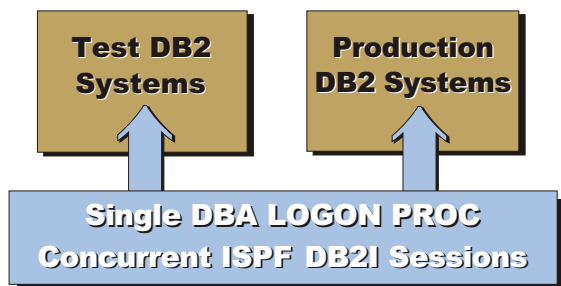 Test DB2
Systems
Production
DB2 Systems
Single DBA LOGON PROC
Concurrent ISPF DB2I Sessions